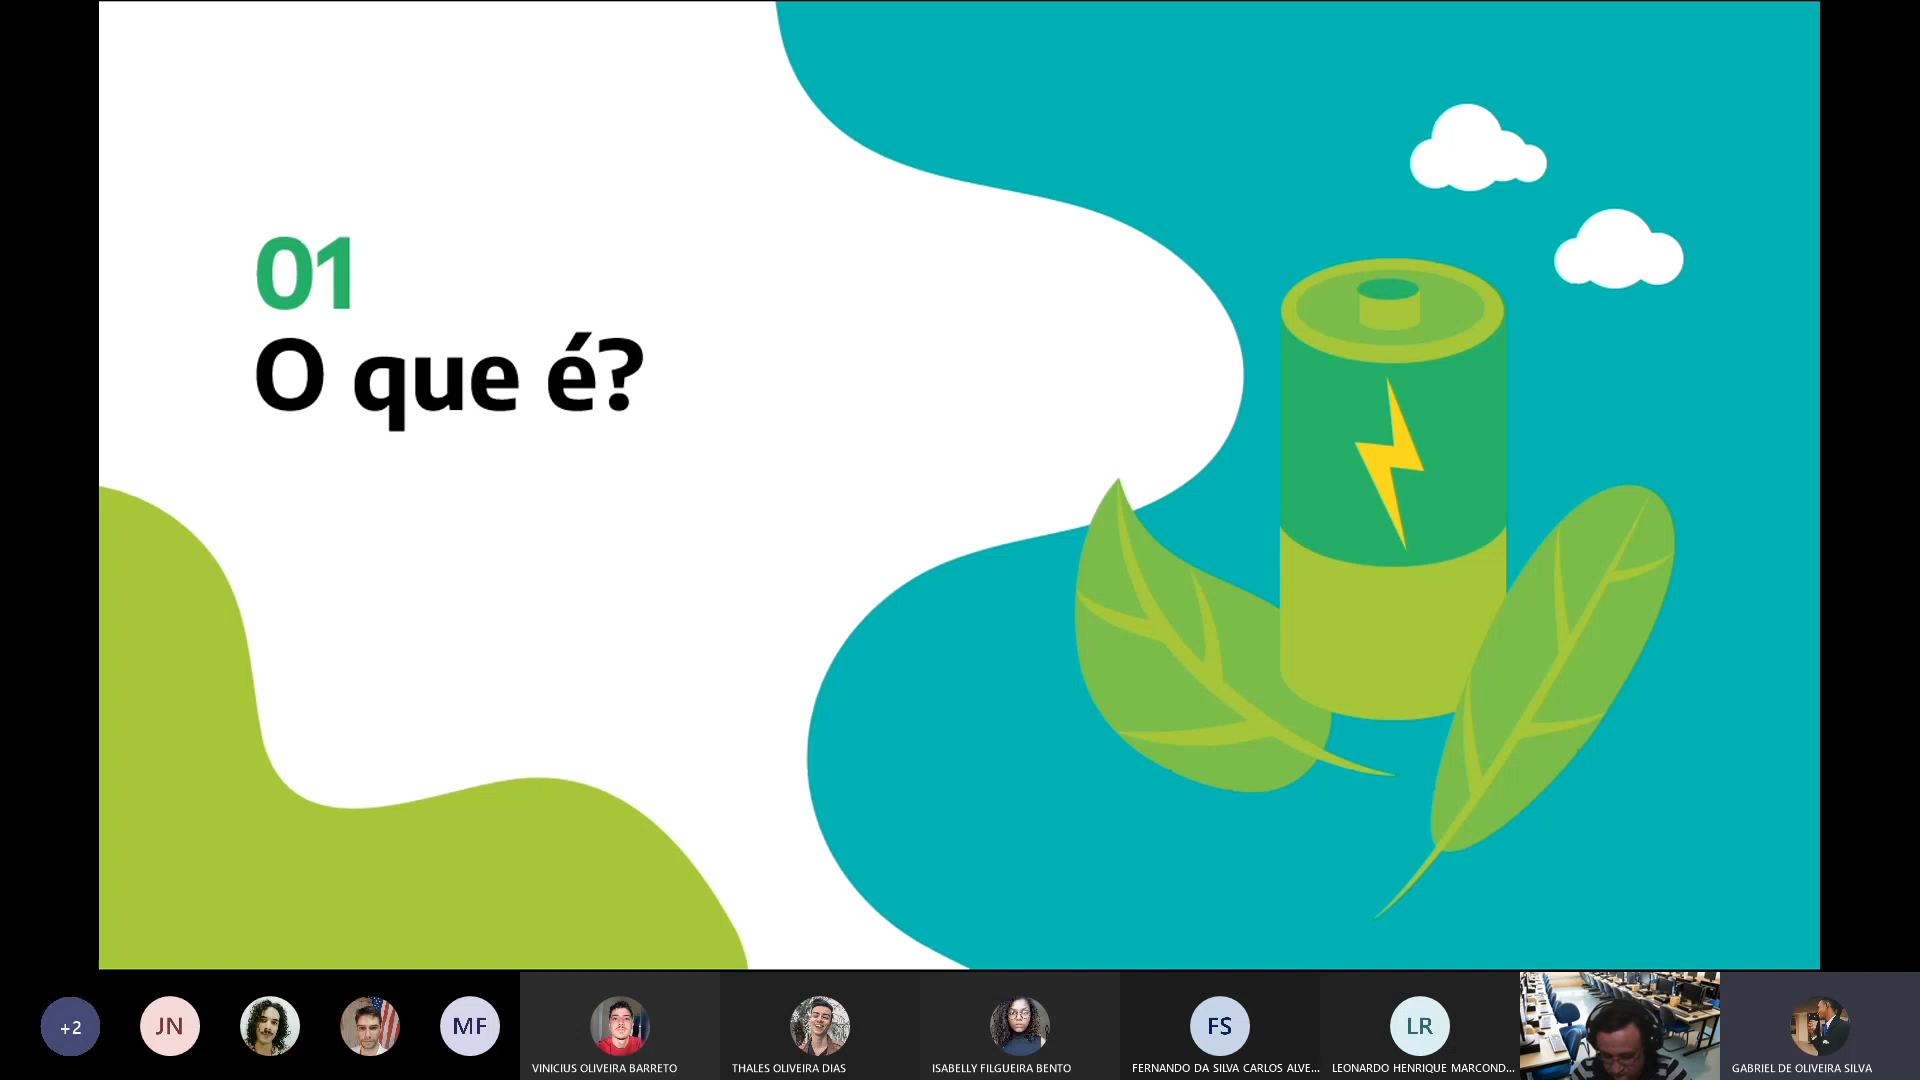 01
O que é?
+2
JN
MF
FS
LR
VINICIUS OLIVEIRA BARRETO
THALES OLIVEIRA DIAS
ISABELLY FILGUEIRA BENTO
FERNANDO DA SILVA CARLOS ALVE...
LEONARDO HENRIQUE MARCOND...
GABRIEL DE OLIVEIRA SILVA